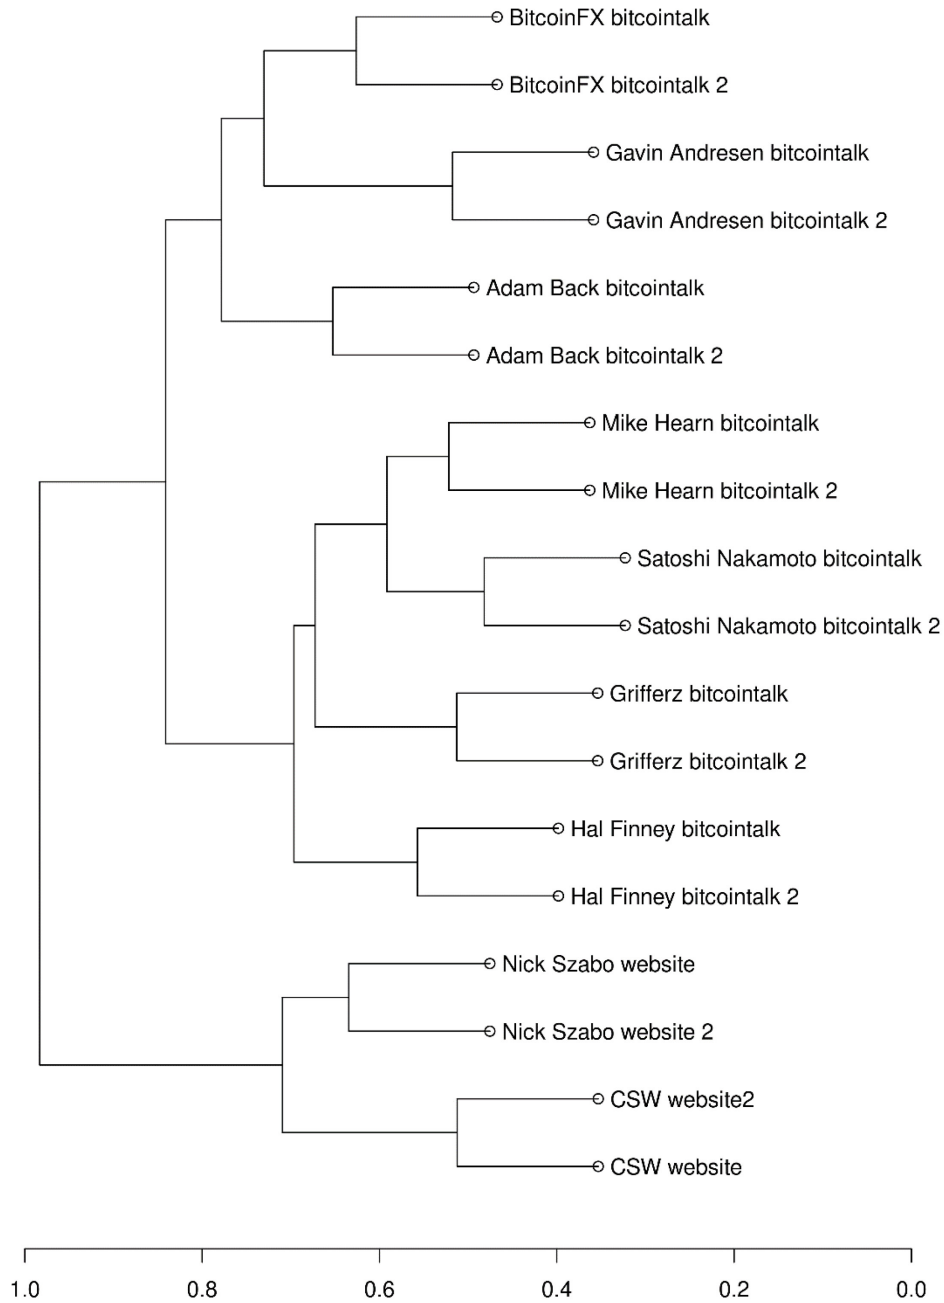 BitcoinFX bitcointalk
BitcoinFX bitcointalk 2
Gavin Andresen bitcointalk
Gavin Andresen bitcointalk 2
Adam Back bitcointalk
Adam Back bitcointalk 2
Mike Hearn bitcointalk
Mike Hearn bitcointalk 2
Satoshi Nakamoto bitcointalk
Satoshi Nakamoto bitcointalk 2
Grifferz bitcointalk
Grifferz bitcointalk 2
Hal Finney bitcointalk
Hal Finney bitcointalk 2
Nick Szabo website
Nick Szabo website 2
CSW website2
CSW website
1.0 0.8 0.6 0.4 0.2 0.0